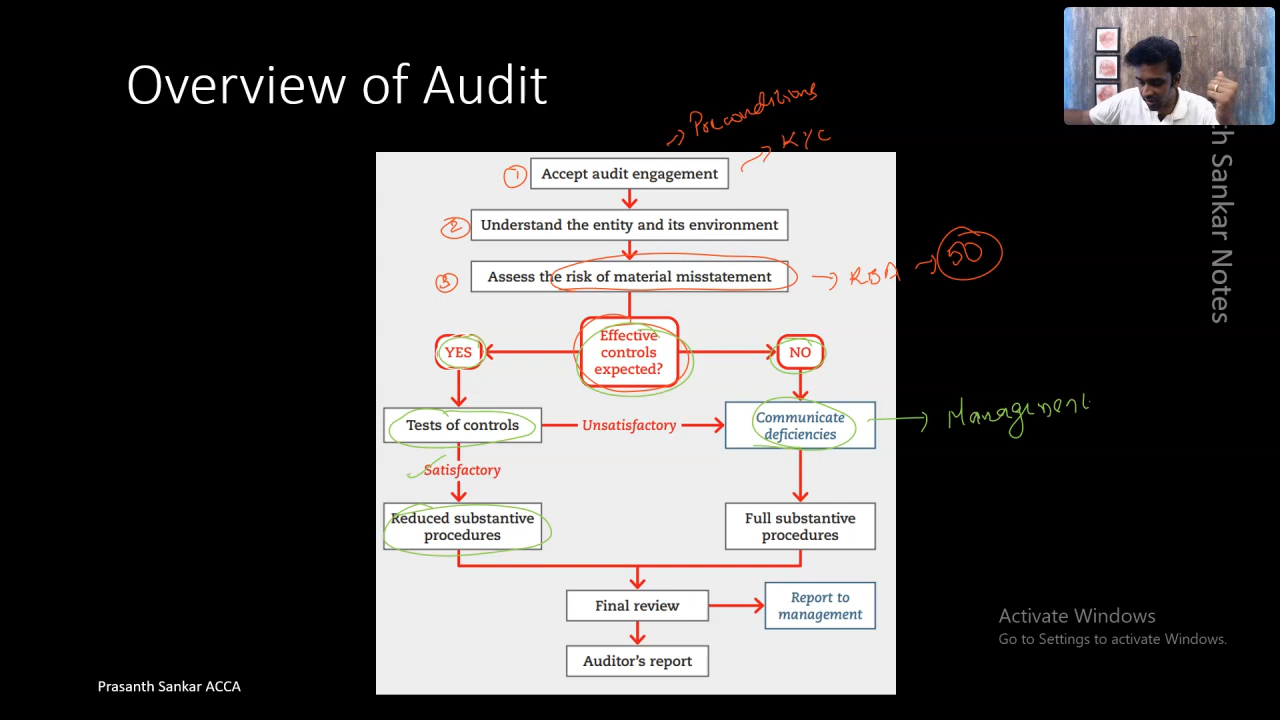 Overview of Audit
→ Preconditions
→ KYC
1 Accept audit engagement
2 Understand the entity and its environment
3 Assess the risk of material misstatement → RBA → 50
Effective
controls
expected?
YES
NO
Tests of controls
Unsatisfactory
Communicate
deficiencies
→ Management
Satisfactory
Reduced substantive
procedures
Full substantive
procedures
Final review
Report to
management
Auditor's report
th Sankar Notes
Activate Windows
Go to Settings to activate Windows.
Prasanth Sankar ACCA